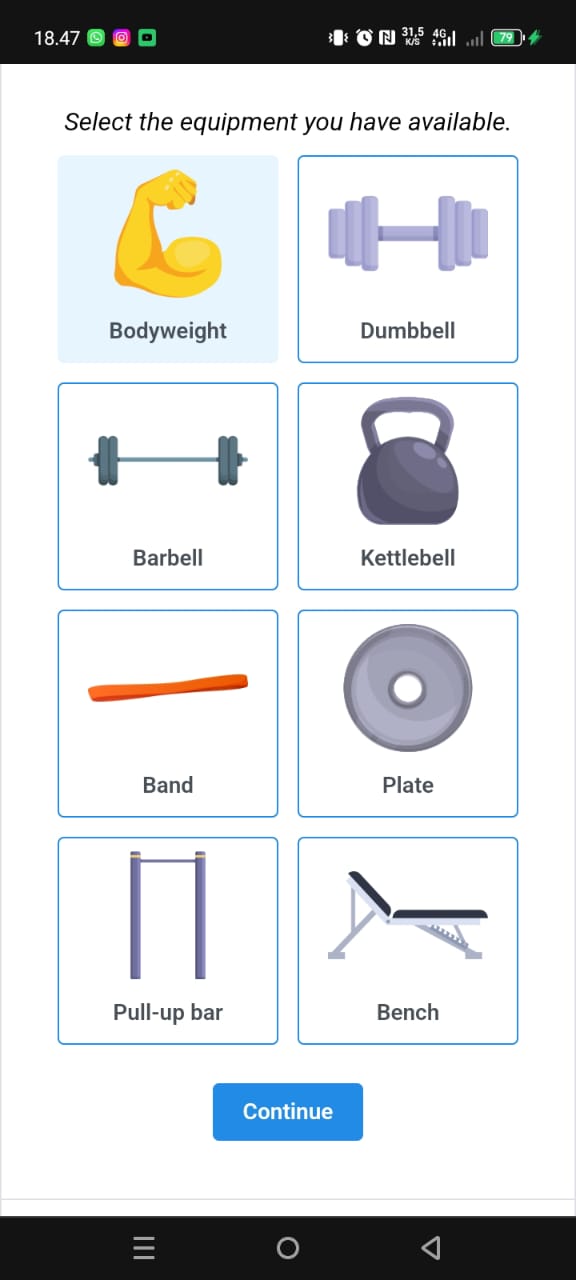 18.47 31,5 K/S 4G 79
Select the equipment you have available.
Bodyweight
Dumbbell
Barbell
Kettlebell
Band
Plate
Pull-up bar
Bench
Continue